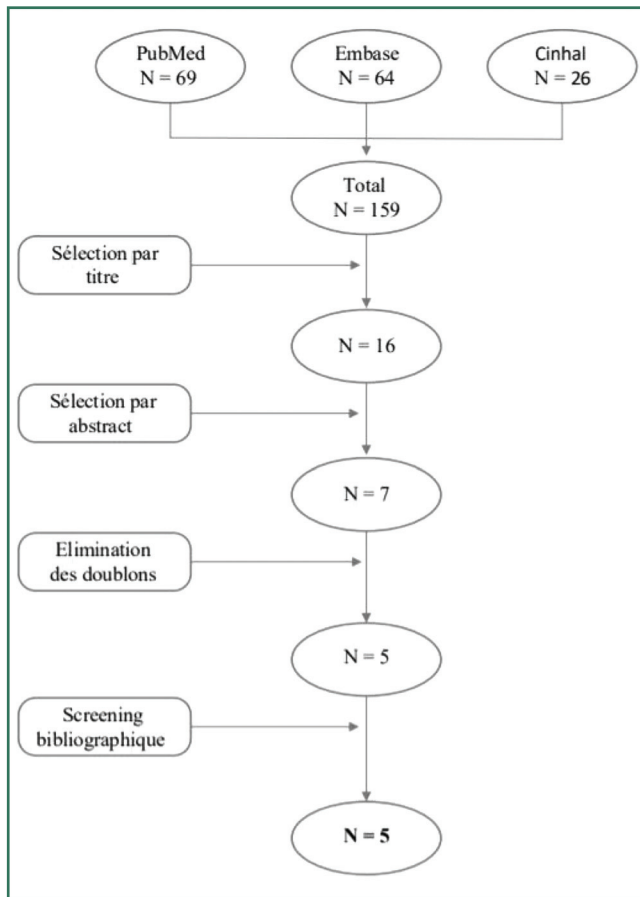 PubMed
N = 69
Embase
N = 64
Cinhal
N = 26
Total
N = 159
Sélection par
titre
N = 16
Sélection par
abstract
N = 7
Elimination
des doublons
N = 5
Screening
bibliographique
N = 5